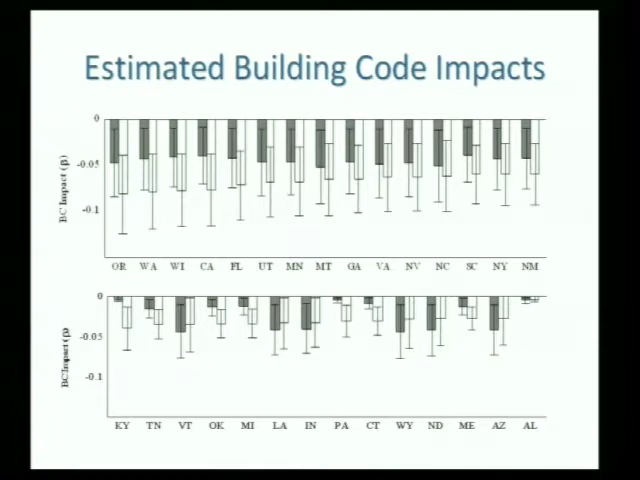 Estimated Building Code Impacts
BC Impact (β)
0
-0.05
-0.1
OR WA WI CA FL UT MN MT GA VA NV NC SC NY NM
BC Impact (β)
0
-0.05
-0.1
KY TN VT OK MI LA IN PA CT WY ND ME AZ AL